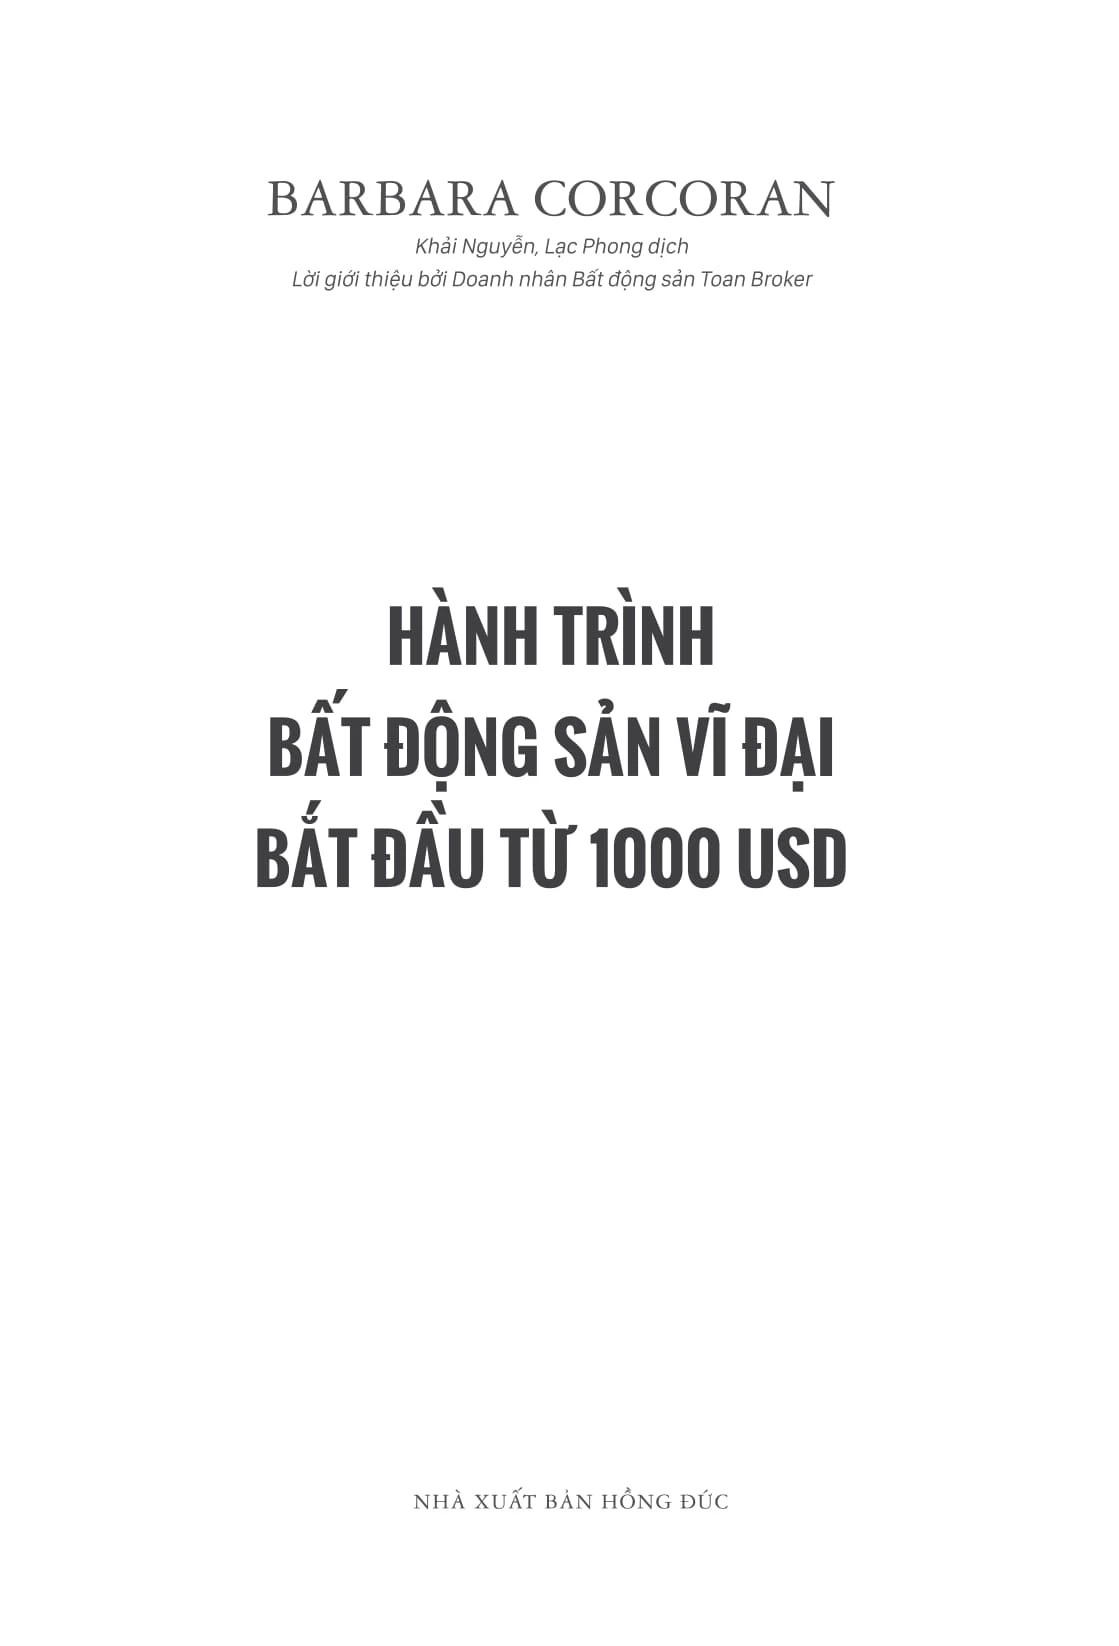 BARBARA CORCORAN
Khải Nguyễn, Lạc Phong dịch
Lời giới thiệu bởi Doanh nhân Bất động sản Toan Broker
HÀNH TRÌNH
BẤT ĐỘNG SẢN VĨ ĐẠI
BẮT ĐẦU TỪ 1000 USD
NHÀ XUẤT BẢN HỒNG ĐỨC